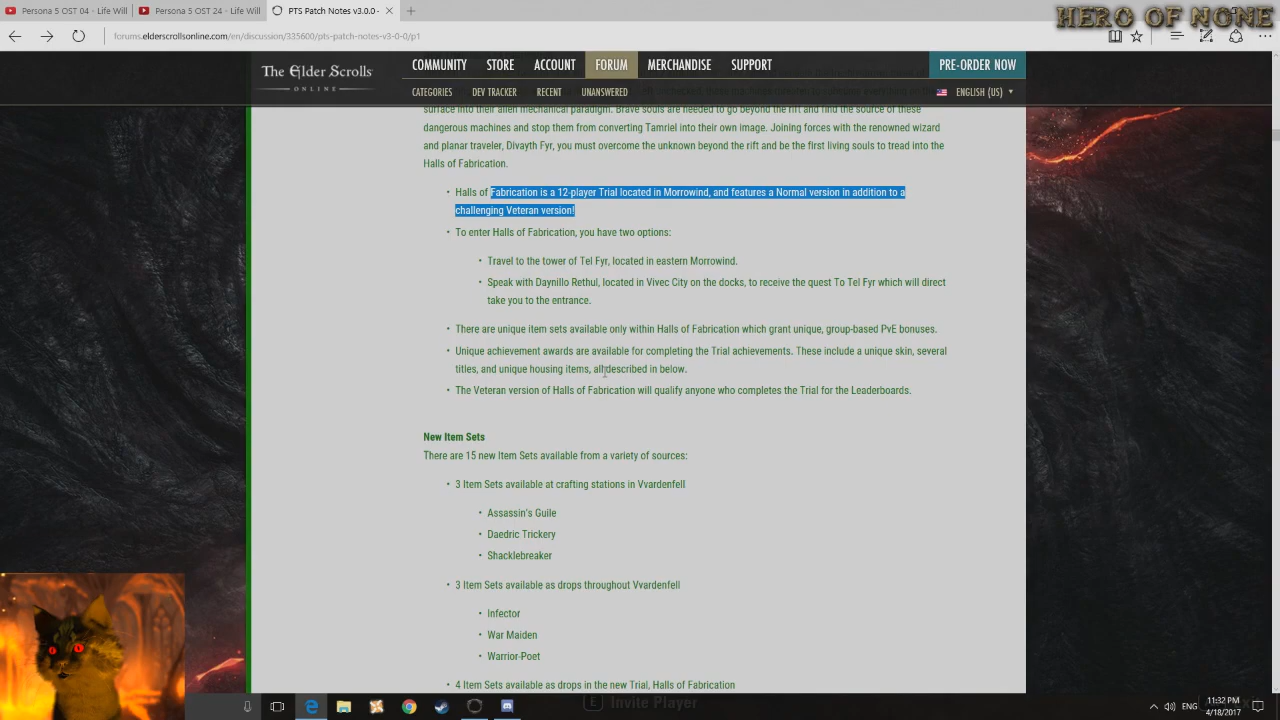 HERO OF NONE
Persona 5 OST 04 - Life Will
Persona 5 OST 24 - Life Will
PTS Patch Notes v3.0.0 -
forums.elderscrollsonline.com/en/discussion/335600/pts-patch-notes-v3-0-0/p1
The Elder Scrolls
ONLINE
COMMUNITY STORE ACCOUNT FORUM MERCHANDISE SUPPORT PRE-ORDER NOW
CATEGORIES DEV TRACKER RECENT UNANSWERED ENGLISH (US)
surface into their alien mechanical paradigm. Brave souls are needed to go beyond the rift and find the source of these
dangerous machines and stop them from converting Tamriel into their own image. Joining forces with the renowned wizard
and planar traveler, Divayth Fyr, you must overcome the unknown beyond the rift and be the first living souls to tread into the
Halls of Fabrication.
• Halls of Fabrication is a 12-player Trial located in Morrowind, and features a Normal version in addition to a
challenging Veteran version!
• To enter Halls of Fabrication, you have two options:
• Travel to the tower of Tel Fyr, located in eastern Morrowind.
• Speak with Daynillo Rethul, located in Vivec City on the docks, to receive the quest To Tel Fyr which will direct
take you to the entrance.
• There are unique item sets available only within Halls of Fabrication which grant unique, group-based PvE bonuses.
• Unique achievement awards are available for completing the Trial achievements. These include a unique skin, several
titles, and unique housing items, all described in below.
• The Veteran version of Halls of Fabrication will qualify anyone who completes the Trial for the Leaderboards.
New Item Sets
There are 15 new Item Sets available from a variety of sources:
• 3 Item Sets available at crafting stations in Vvardenfell
• Assassin's Guile
• Daedric Trickery
• Shacklebreaker
• 3 Item Sets available as drops throughout Vvardenfell
• Infector
• War Maiden
• Warrior-Poet
• 4 Item Sets available as drops in the new Trial, Halls of Fabrication
E Invite Player
ENG
11:32 PM
4/18/2017